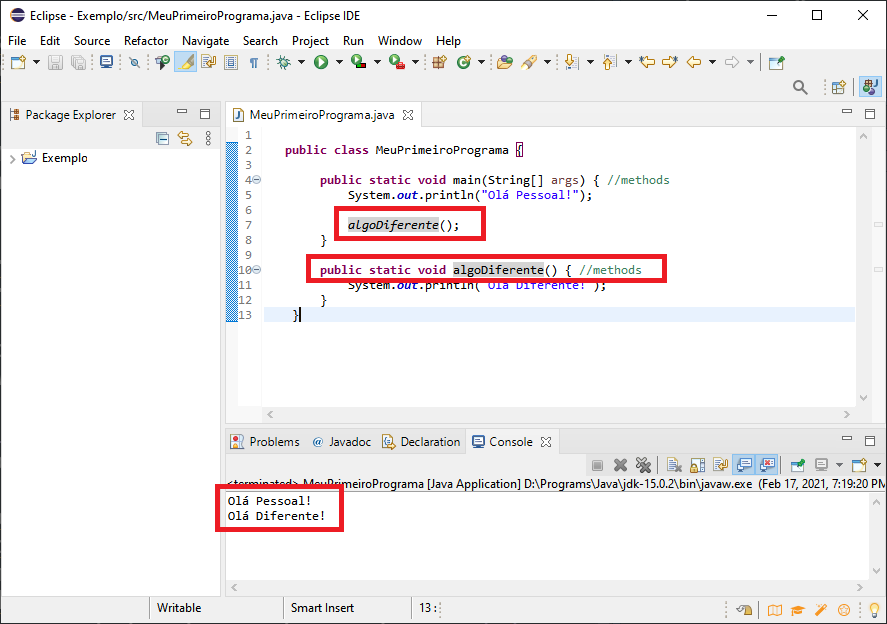 Eclipse - Exemplo/src/MeuPrimeiroPrograma.java - Eclipse IDE
File Edit Source Refactor Navigate Search Project Run Window Help
Package Explorer
Exemplo
MeuPrimeiroPrograma.java
1
2 public class MeuPrimeiroPrograma {
3
4 public static void main(String[] args) { //methods
5 System.out.println("Olá Pessoal!");
6
7 algoDiferente();
8 }
9
10 public static void algoDiferente() { //methods
11 System.out.println("Olá Diferente!");
12 }
13 }
Problems @ Javadoc Declaration Console
<terminated> MeuPrimeiroPrograma [Java Application] D:\Programs\Java\jdk-15.0.2\bin\javaw.exe (Feb 17, 2021, 7:19:20 PM
Olá Pessoal!
Olá Diferente!
Writable Smart Insert 13 :